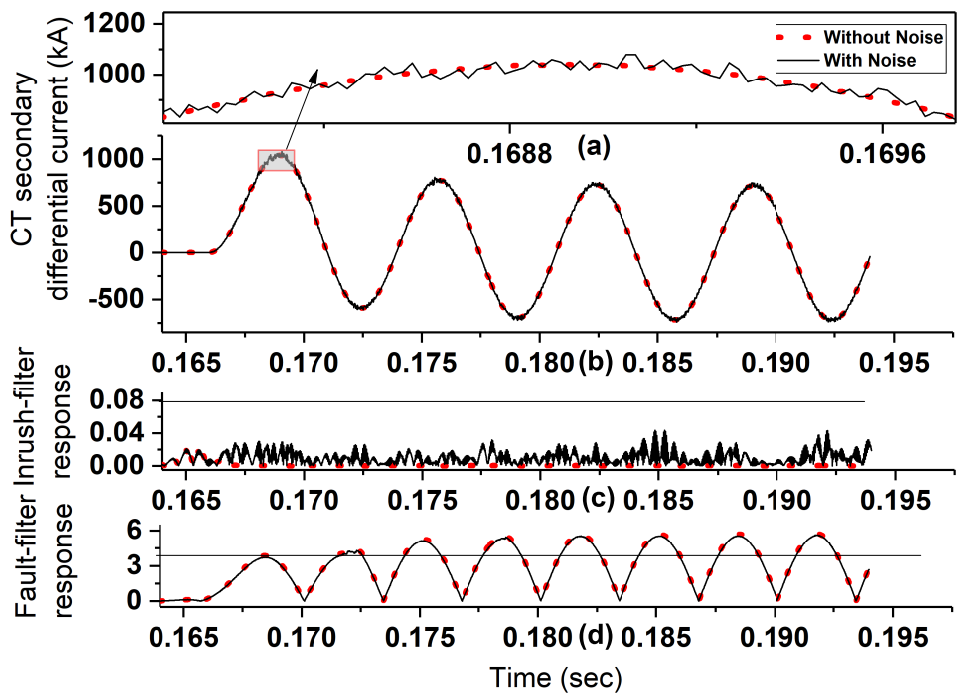 1200
1000
CT secondary
differential current (kA)
Without Noise
With Noise
0.1688
(a)
0.1696
1000
500
0
-500
0.165 0.170 0.175 0.180 0.185 0.190 0.195
(b)
Inrush-filter
response
0.08
0.04
0.00
0.165 0.170 0.175 0.180 0.185 0.190 0.195
(c)
Fault-filter
response
6
3
0
0.165 0.170 0.175 0.180 0.185 0.190 0.195
(d)
Time (sec)